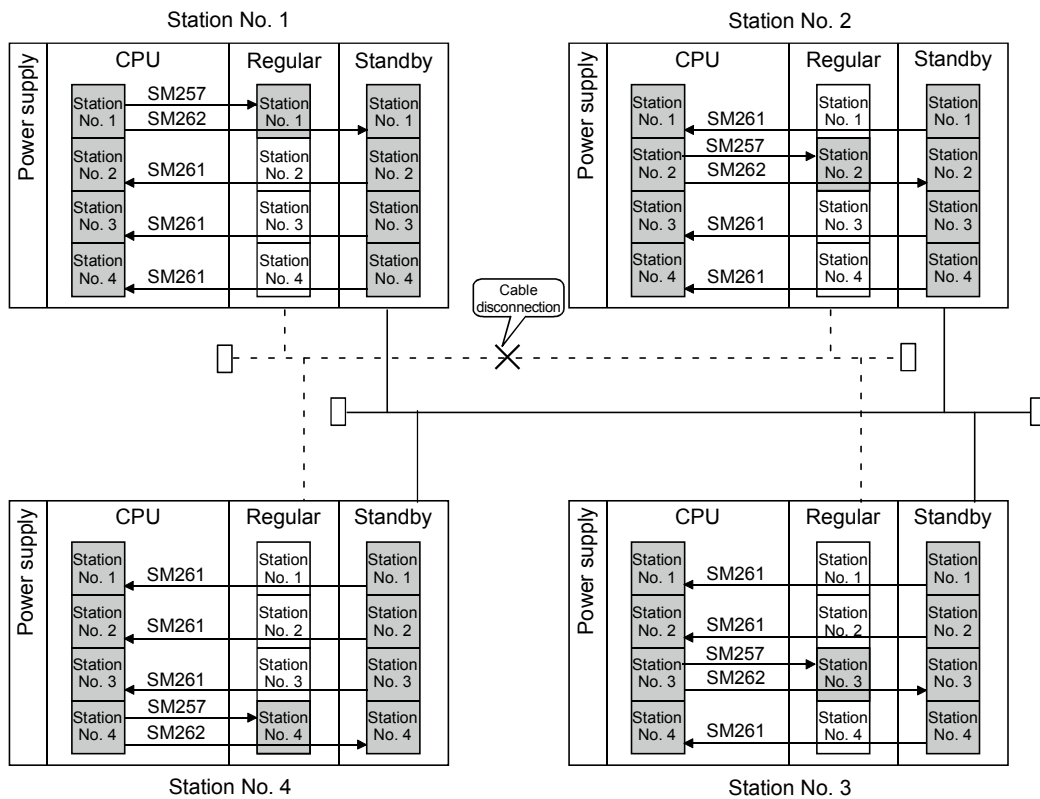 Station No. 1
Power supply
CPU
Regular
Standby
Station
No. 1
SM257
SM262
Station
No. 1
Station
No. 1
Station
No. 2
SM261
Station
No. 2
Station
No. 2
Station
No. 3
SM261
Station
No. 3
Station
No. 3
Station
No. 4
SM261
Station
No. 4
Station
No. 4
Station No. 2
Power supply
CPU
Regular
Standby
Station
No. 1
SM261
Station
No. 1
Station
No. 1
Station
No. 2
SM257
SM262
Station
No. 2
Station
No. 2
Station
No. 3
SM261
Station
No. 3
Station
No. 3
Station
No. 4
SM261
Station
No. 4
Station
No. 4
Cable
disconnection
Power supply
CPU
Regular
Standby
Station
No. 1
SM261
Station
No. 1
Station
No. 1
Station
No. 2
SM261
Station
No. 2
Station
No. 2
Station
No. 3
SM261
Station
No. 3
Station
No. 3
Station
No. 4
SM257
SM262
Station
No. 4
Station
No. 4
Station No. 4
Power supply
CPU
Regular
Standby
Station
No. 1
SM261
Station
No. 1
Station
No. 1
Station
No. 2
SM261
Station
No. 2
Station
No. 2
Station
No. 3
SM257
SM262
Station
No. 3
Station
No. 3
Station
No. 4
SM261
Station
No. 4
Station
No. 4
Station No. 3